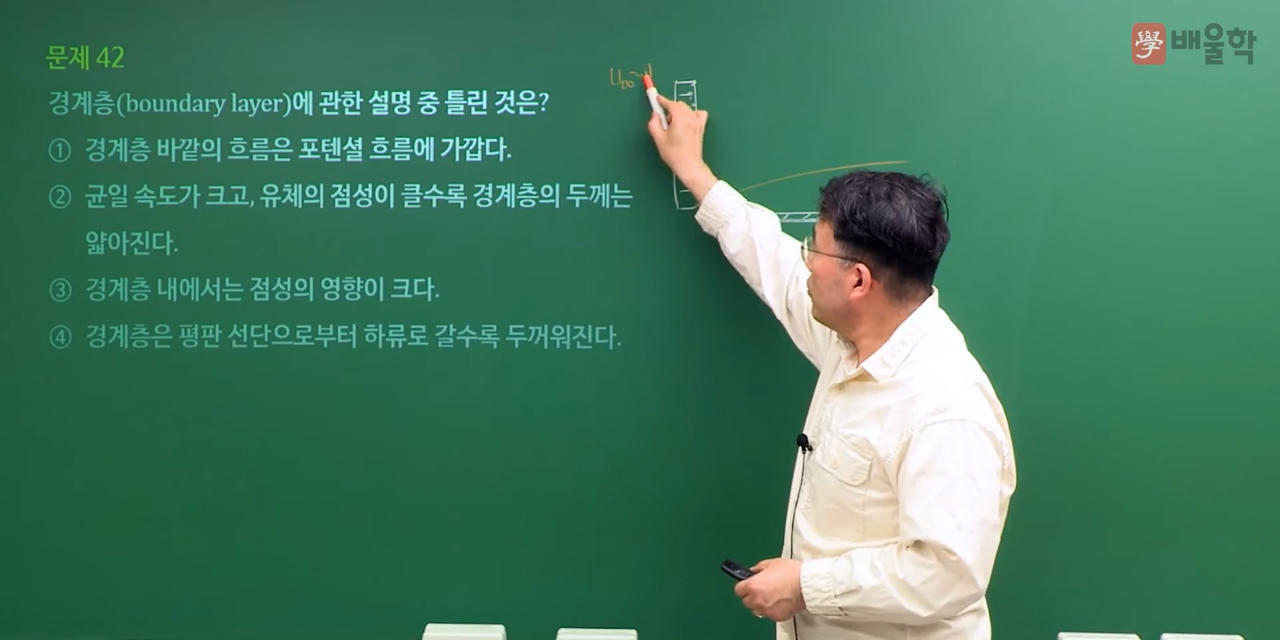 學 배울학
문제 42
경계층(boundary layer)에 관한 설명 중 틀린 것은?
① 경계층 바깥의 흐름은 포텐셜 흐름에 가깝다.
② 균일 속도가 크고, 유체의 점성이 클수록 경계층의 두께는
얇아진다.
③ 경계층 내에서는 점성의 영향이 크다.
④ 경계층은 평판 선단으로부터 하류로 갈수록 두꺼워진다.
U∞